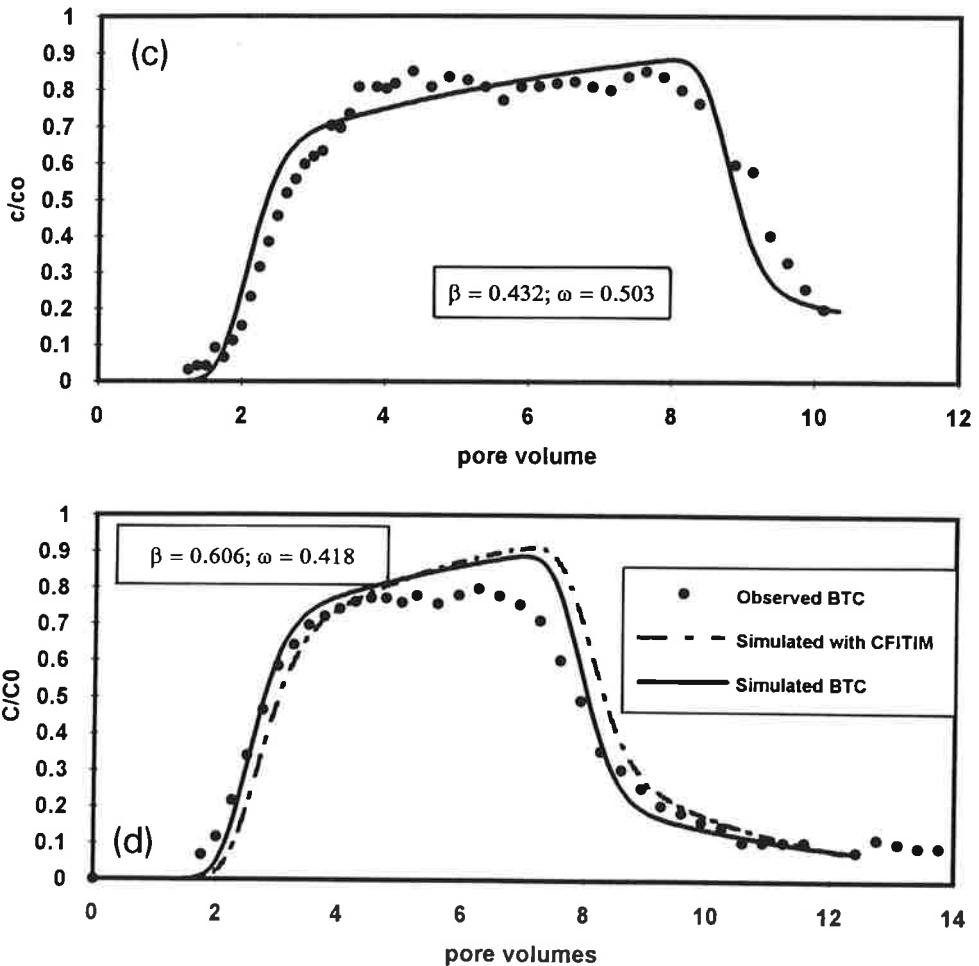 1
(c)
0.9
0.8
0.7
0.6
0.5
0.4
0.3
0.2
0.1
0
c/co
β = 0.432; ω = 0.503
0 2 4 6 8 10 12
pore volume
1
0.9
0.8
0.7
0.6
0.5
0.4
0.3
0.2
0.1
0
C/C0
β = 0.606; ω = 0.418
Observed BTC
Simulated with CFITIM
Simulated BTC
(d)
0 2 4 6 8 10 12 14
pore volumes